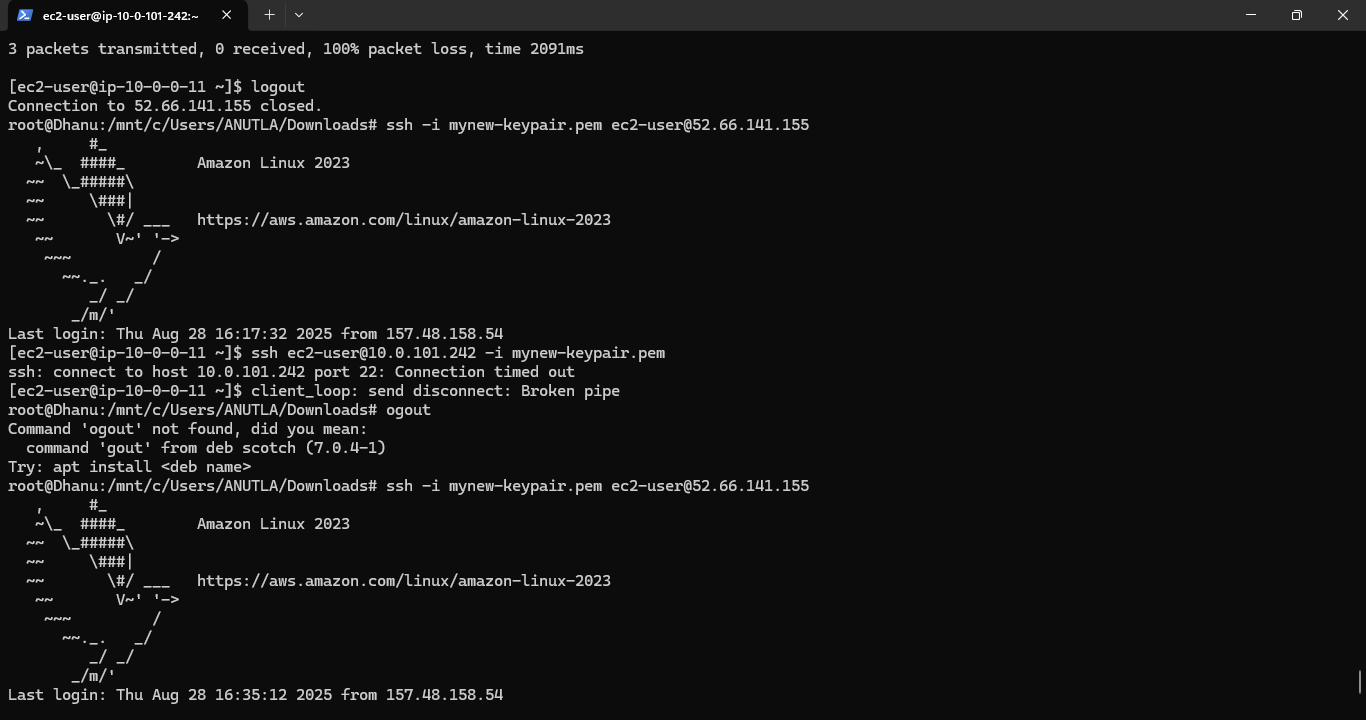 ec2-user@ip-10-0-101-242:~
3 packets transmitted, 0 received, 100% packet loss, time 2091ms

[ec2-user@ip-10-0-0-11 ~]$ logout
Connection to 52.66.141.155 closed.
root@Dhanu:/mnt/c/Users/ANUTLA/Downloads# ssh -i mynew-keypair.pem ec2-user@52.66.141.155
   ,     #_
   ~\_  ####_        Amazon Linux 2023
  ~~  \_#####\
  ~~     \###|
  ~~       \#/ ___   https://aws.amazon.com/linux/amazon-linux-2023
   ~~       V~' '->
    ~~~         /
      ~~._.   _/
         _/ _/
       _/m/'
Last login: Thu Aug 28 16:17:32 2025 from 157.48.158.54
[ec2-user@ip-10-0-0-11 ~]$ ssh ec2-user@10.0.101.242 -i mynew-keypair.pem
ssh: connect to host 10.0.101.242 port 22: Connection timed out
[ec2-user@ip-10-0-0-11 ~]$ client_loop: send disconnect: Broken pipe
root@Dhanu:/mnt/c/Users/ANUTLA/Downloads# ogout
Command 'ogout' not found, did you mean:
  command 'gout' from deb scotch (7.0.4-1)
Try: apt install <deb name>
root@Dhanu:/mnt/c/Users/ANUTLA/Downloads# ssh -i mynew-keypair.pem ec2-user@52.66.141.155
   ,     #_
   ~\_  ####_        Amazon Linux 2023
  ~~  \_#####\
  ~~     \###|
  ~~       \#/ ___   https://aws.amazon.com/linux/amazon-linux-2023
   ~~       V~' '->
    ~~~         /
      ~~._.   _/
         _/ _/
       _/m/'
Last login: Thu Aug 28 16:35:12 2025 from 157.48.158.54